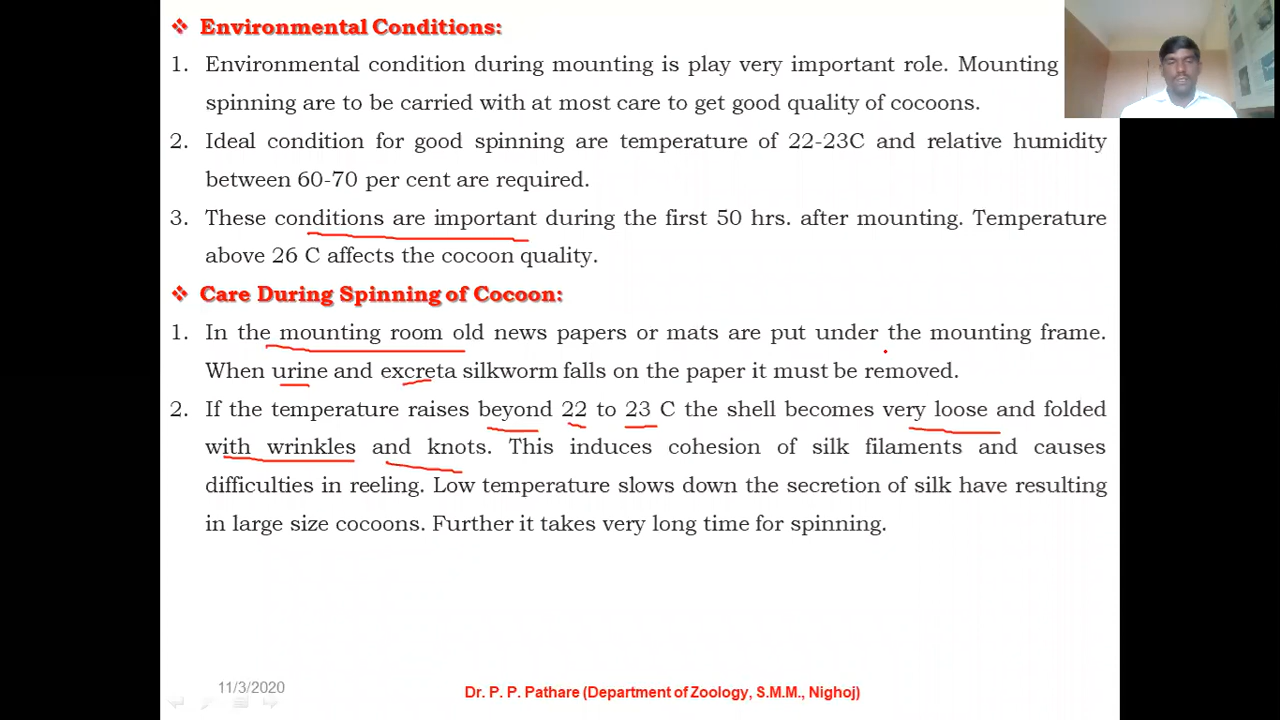 ❖ Environmental Conditions:
1. Environmental condition during mounting is play very important role. Mounting
spinning are to be carried with at most care to get good quality of cocoons.
2. Ideal condition for good spinning are temperature of 22-23C and relative humidity
between 60-70 per cent are required.
3. These conditions are important during the first 50 hrs. after mounting. Temperature
above 26 C affects the cocoon quality.
❖ Care During Spinning of Cocoon:
1. In the mounting room old news papers or mats are put under the mounting frame.
When urine and excreta silkworm falls on the paper it must be removed.
2. If the temperature raises beyond 22 to 23 C the shell becomes very loose and folded
with wrinkles and knots. This induces cohesion of silk filaments and causes
difficulties in reeling. Low temperature slows down the secretion of silk have resulting
in large size cocoons. Further it takes very long time for spinning.
11/3/2020
Dr. P. P. Pathare (Department of Zoology, S.M.M., Nighoj)